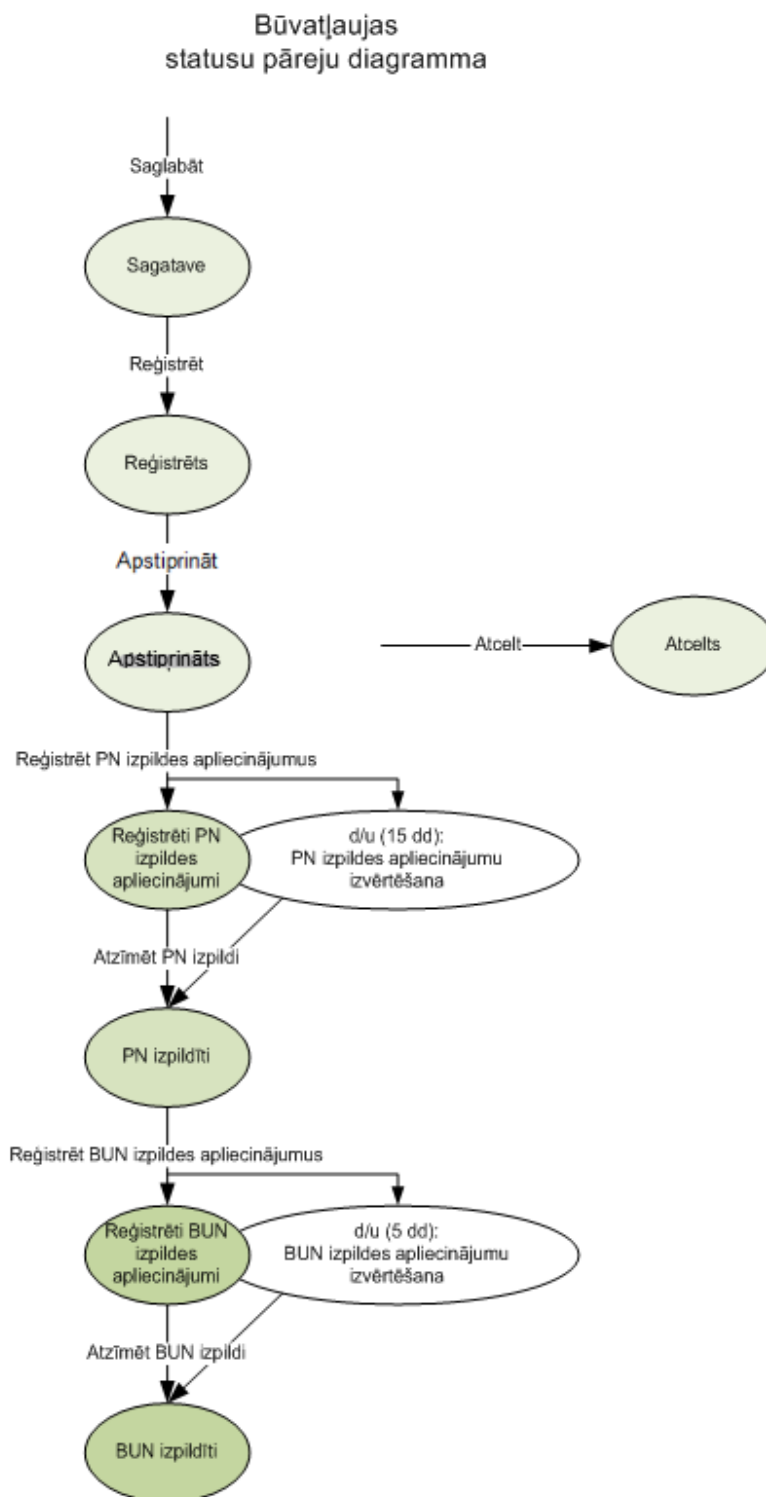 Būvatļaujas
statusu pāreju diagramma
Saglabāt
Sagatave
Reģistrēt
Reģistrēts
Apstiprināt
Apstiprināts
Atcelt
Atcelts
Reģistrēt PN izpildes apliecinājumus
Reģistrēti PN
izpildes
apliecinājumi
d/u (15 dd):
PN izpildes apliecinājumu
izvērtēšana
Atzīmēt PN izpildi
PN izpildīti
Reģistrēt BUN izpildes apliecinājumus
Reģistrēti BUN
izpildes
apliecinājumi
d/u (5 dd):
BUN izpildes apliecinājumu
izvērtēšana
Atzīmēt BUN izpildi
BUN izpildīti